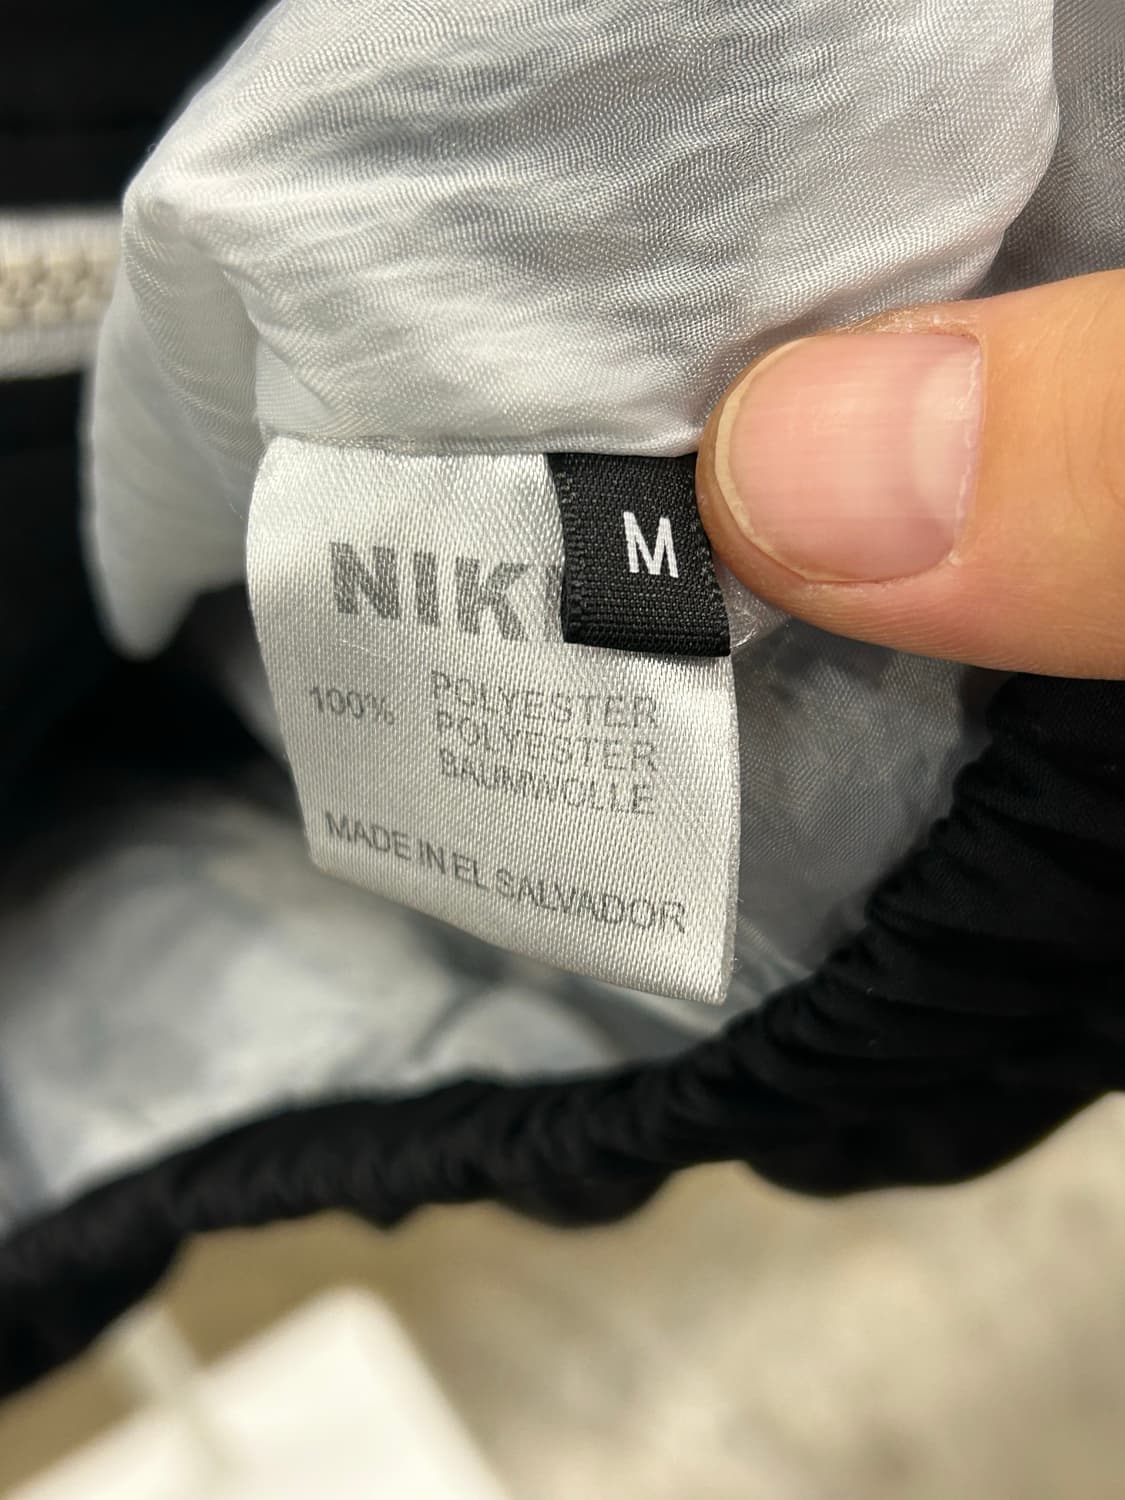 NIK
M
100% POLYESTER
POLYESTER
BAUMWOLLE
MADE IN EL SALVADOR